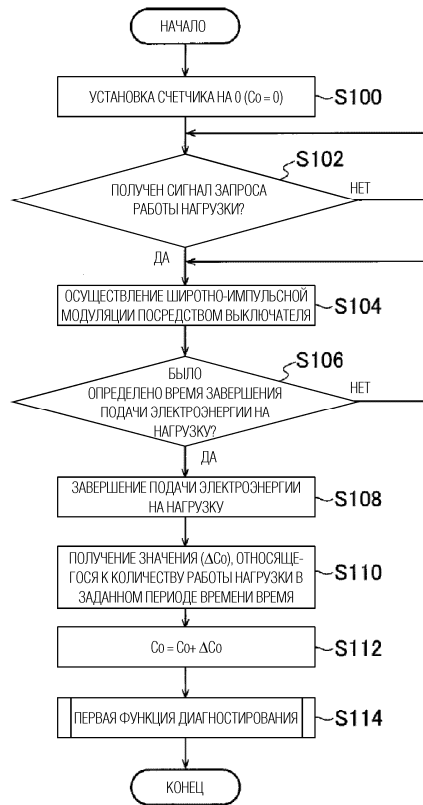 НАЧАЛО
УСТАНОВКА СЧЕТЧИКА НА 0 (Co = 0)
S100
S102
ПОЛУЧЕН СИГНАЛ ЗАПРОСА
РАБОТЫ НАГРУЗКИ?
НЕТ
ДА
ОСУЩЕСТВЛЕНИЕ ШИРОТНО-ИМПУЛЬСНОЙ
МОДУЛЯЦИИ ПОСРЕДСТВОМ ВЫКЛЮЧАТЕЛЯ
S104
S106
БЫЛО
ОПРЕДЕЛЕНО ВРЕМЯ ЗАВЕРШЕНИЯ
ПОДАЧИ ЭЛЕКТРОЭНЕРГИИ НА
НАГРУЗКУ?
НЕТ
ДА
ЗАВЕРШЕНИЕ ПОДАЧИ ЭЛЕКТРОЭНЕРГИИ
НА НАГРУЗКУ
S108
ПОЛУЧЕНИЕ ЗНАЧЕНИЯ (ΔCo), ОТНОСЯЩЕ-
ГОСЯ К КОЛИЧЕСТВУ РАБОТЫ НАГРУЗКИ В
ЗАДАННОМ ПЕРИОДЕ ВРЕМЕНИ ВРЕМЯ
S110
Co = Co+ ΔCo
S112
ПЕРВАЯ ФУНКЦИЯ ДИАГНОСТИРОВАНИЯ
S114
КОНЕЦ